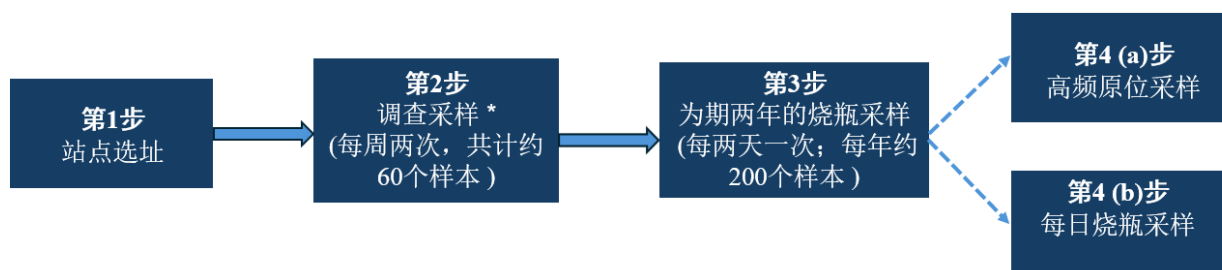 第1步
站点选址
第2步
调查采样 *
(每周两次，共计约
60个样本 )
第3步
为期两年的烧瓶采样
(每两天一次；每年约
200个样本 )
第4 (a)步
高频原位采样
第4 (b)步
每日烧瓶采样